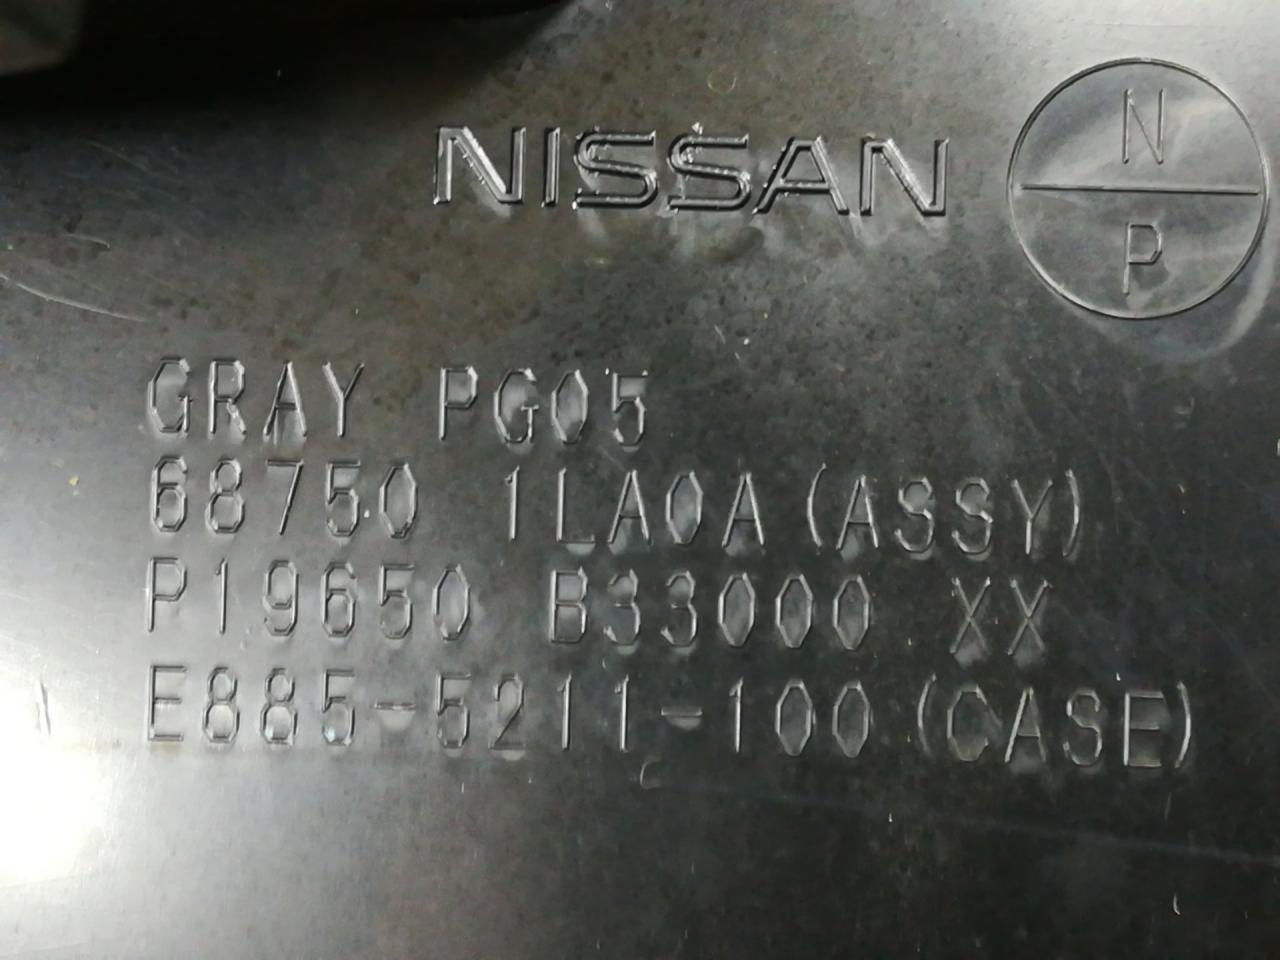 NISSAN
N
P
GRAY PG05
68750 1LA0A (ASSY)
P19650 B33000 XX
E885-5211-100 (CASE)